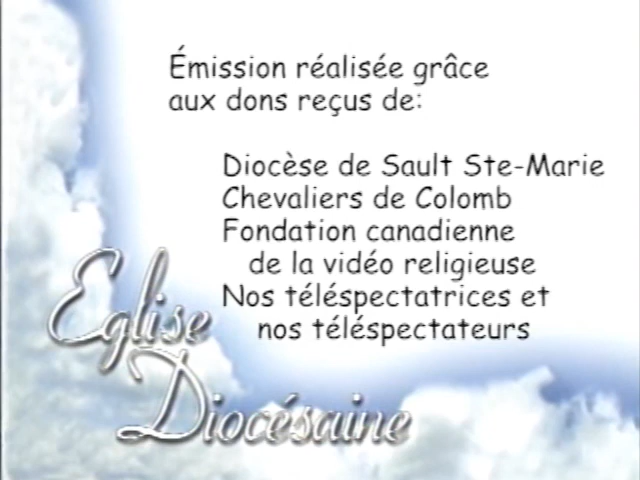 Émission réalisée grâce
aux dons reçus de:
Diocèse de Sault Ste-Marie
Chevaliers de Colomb
Fondation canadienne
de la vidéo religieuse
Nos téléspectatrices et
nos téléspectateurs
Eglise
Diocésaine